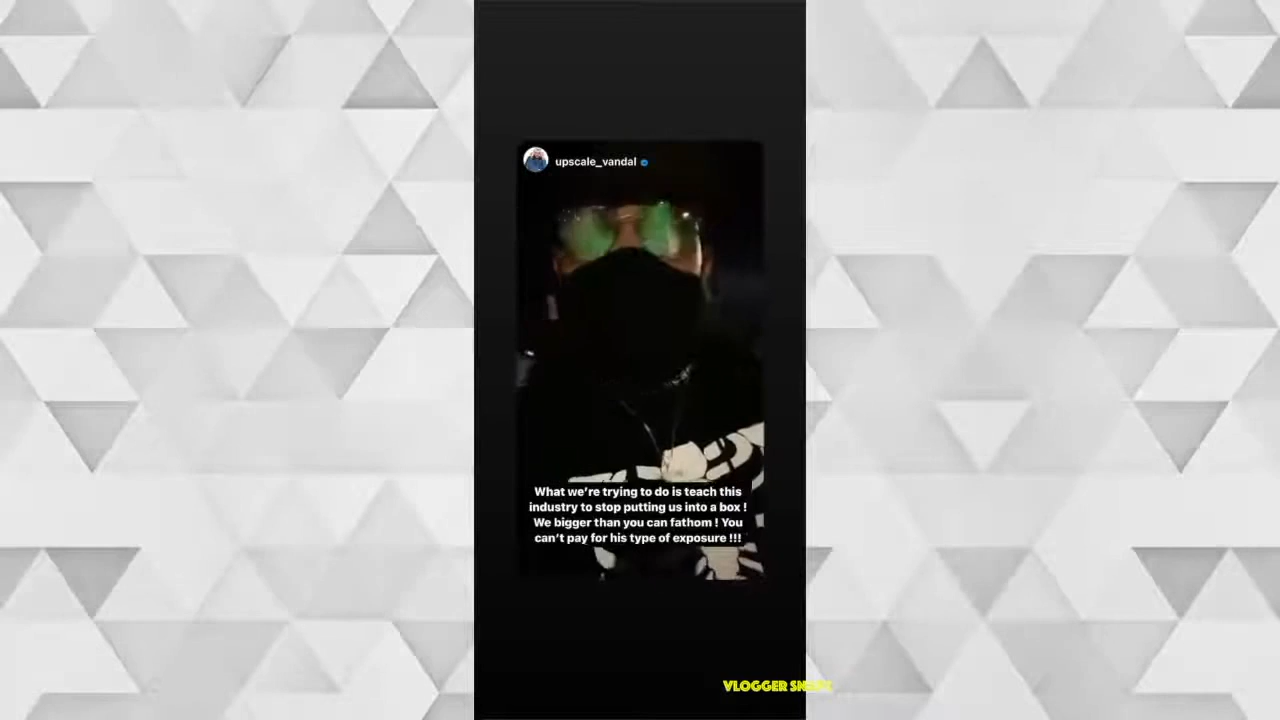 upscale_vandal
What we're trying to do is teach this
industry to stop putting us into a box !
We bigger than you can fathom ! You
can't pay for his type of exposure !!!
VLOGGER